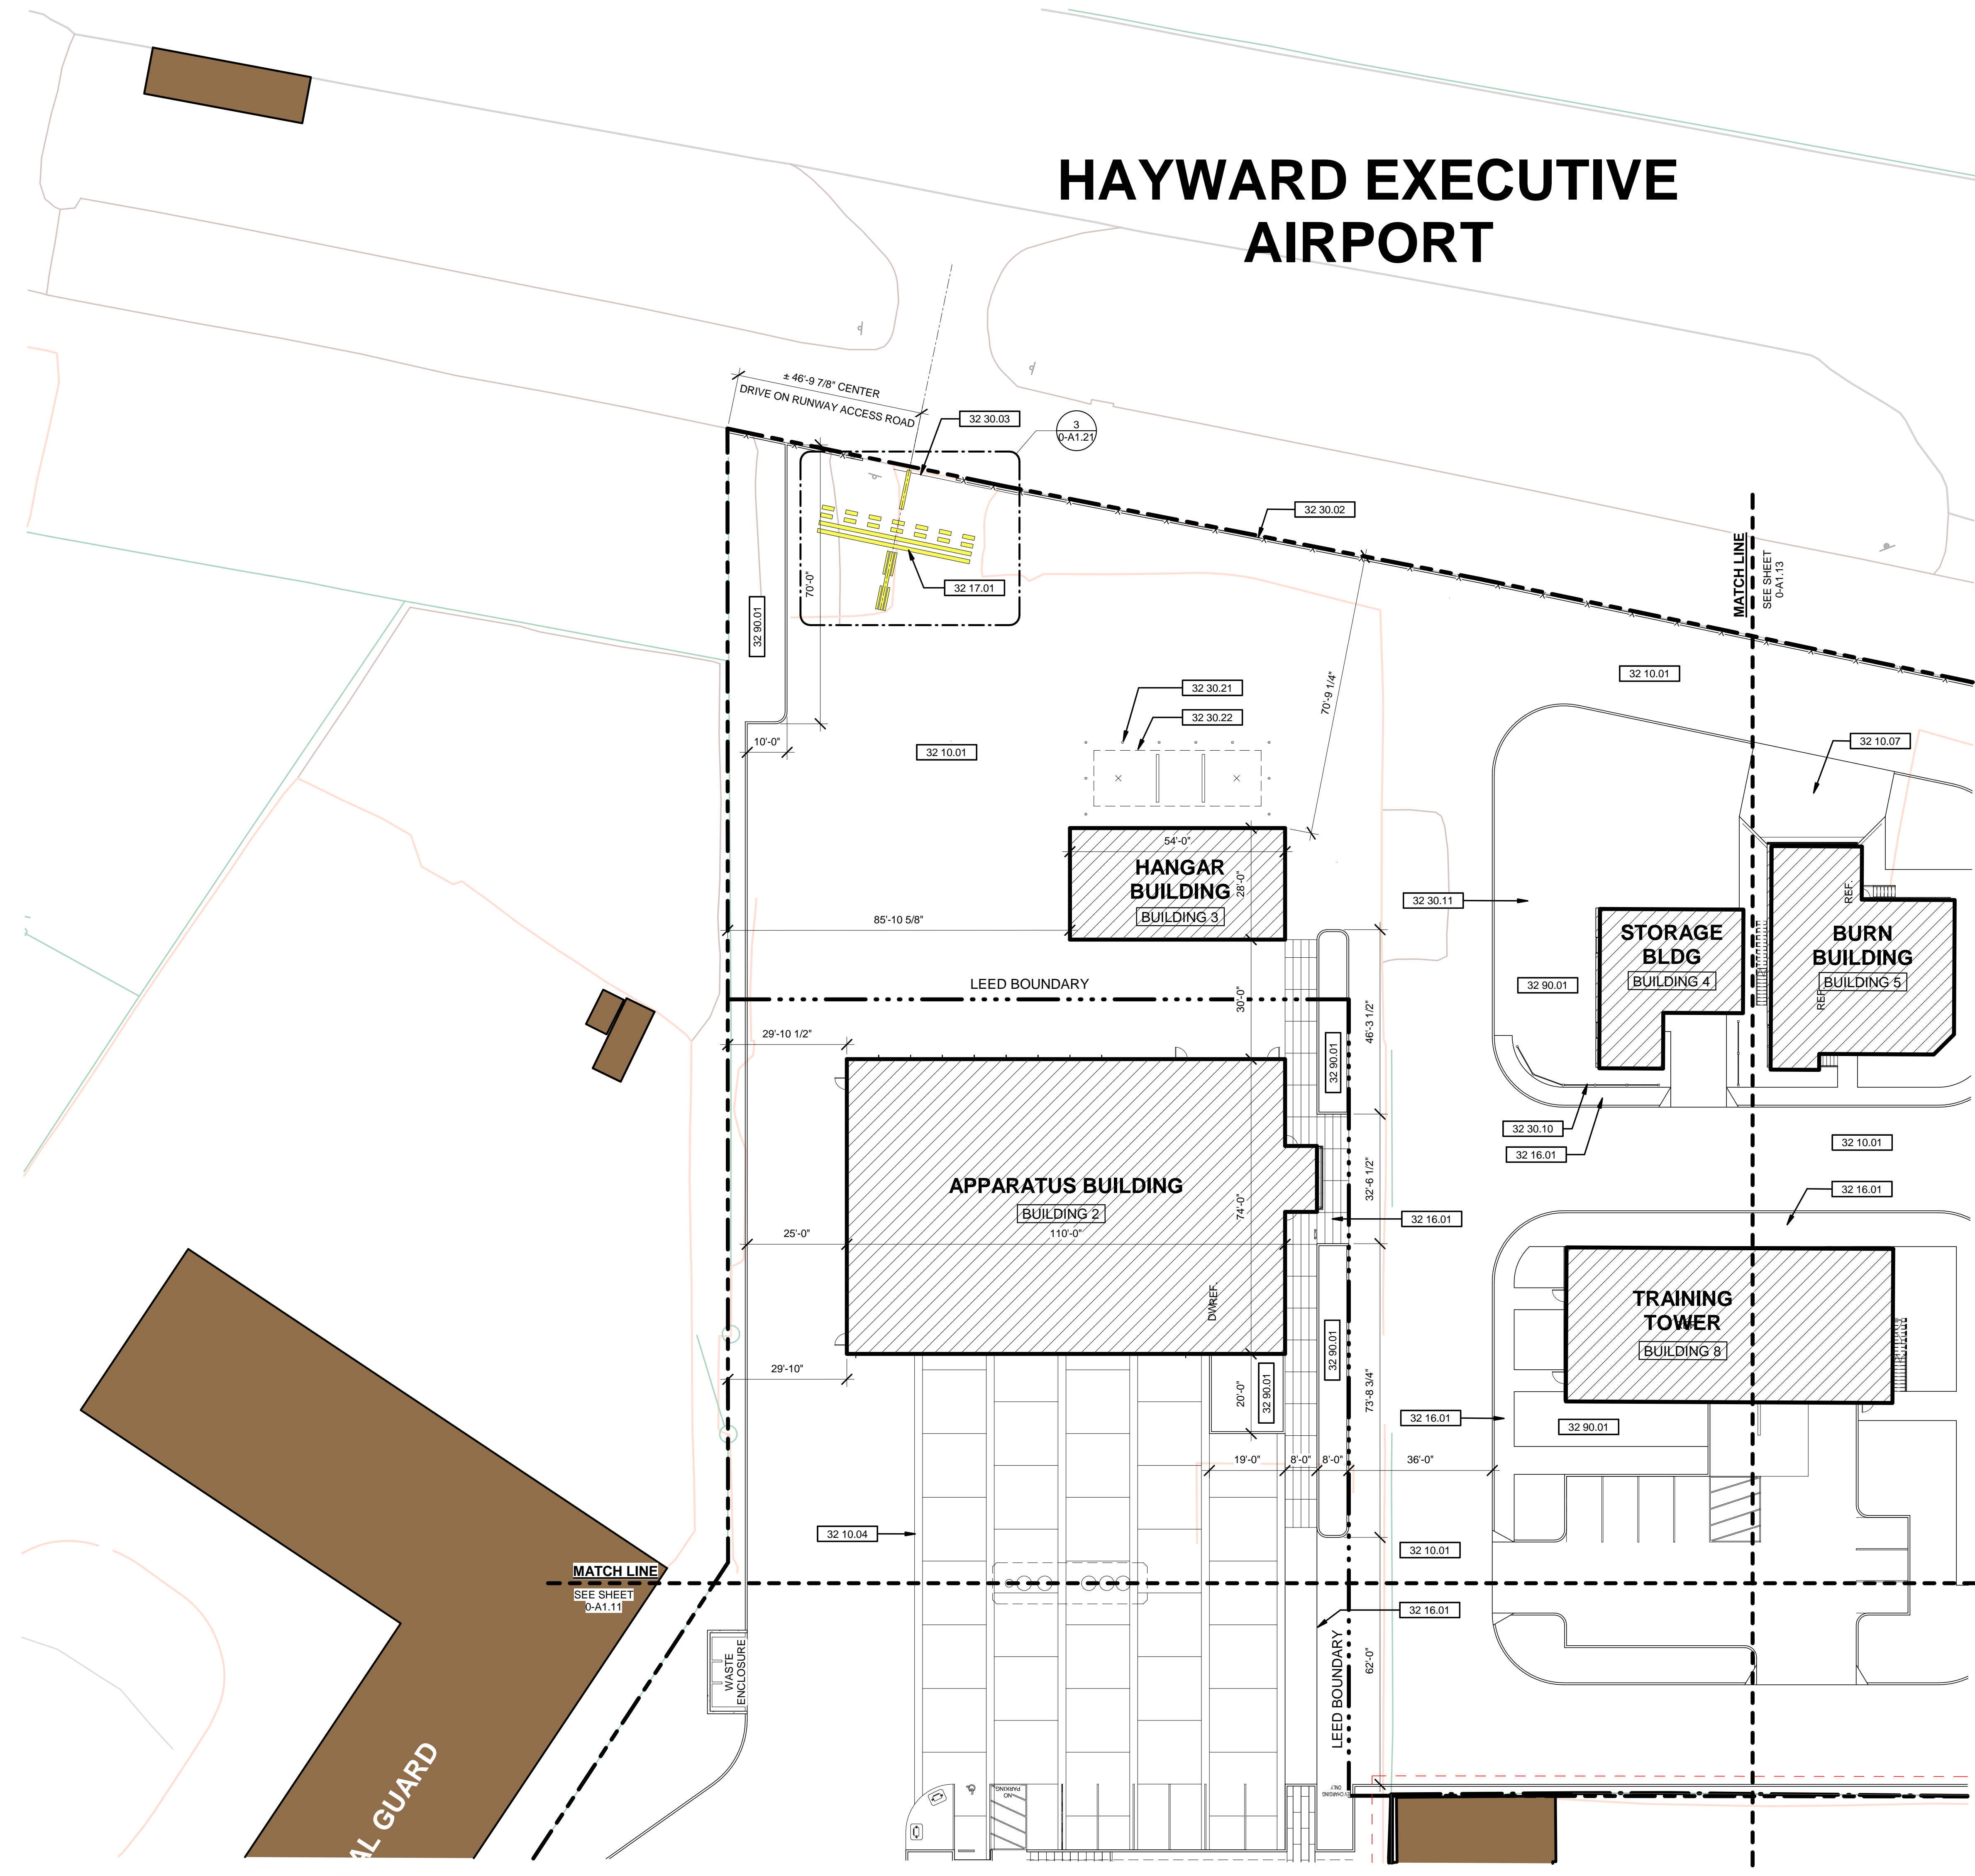 HAYWARD EXECUTIVE
AIRPORT
± 46'-9 7/8" CENTER
DRIVE ON RUNWAY ACCESS ROAD
32 30.03
3
0-A1.21
32 30.02
MATCH LINE
SEE SHEET
0-A1.13
32 17.01
70'-0"
32 90.01
32 10.01
70'-9 1/4"
32 30.21
32 30.22
10'-0"
32 10.01
32 10.07
54'-0"
HANGAR
BUILDING
BUILDING 3
28'-0"
85'-10 5/8"
32 30.11
REF.
STORAGE
BLDG
BUILDING 4
BURN
BUILDING
BUILDING 5
REF.
32 90.01
LEED BOUNDARY
30'-0"
46'-3 1/2"
29'-10 1/2"
32 90.01
32 30.10
32 16.01
32 10.01
APPARATUS BUILDING
BUILDING 2
74'-0"
32'-6 1/2"
32 16.01
32 16.01
25'-0"
110'-0"
DW
REF.
TRAINING
TOWER
REF.
BUILDING 8
32 90.01
29'-10"
20'-0"
32 90.01
73'-8 3/4"
32 16.01
32 90.01
19'-0"
8'-0"
8'-0"
36'-0"
32 10.04
32 10.01
MATCH LINE
SEE SHEET
0-A1.11
32 16.01
WASTE
ENCLOSURE
LEED BOUNDARY
62'-0"
AL GUARD
NO
PARKING
EV CHARGING
ONLY